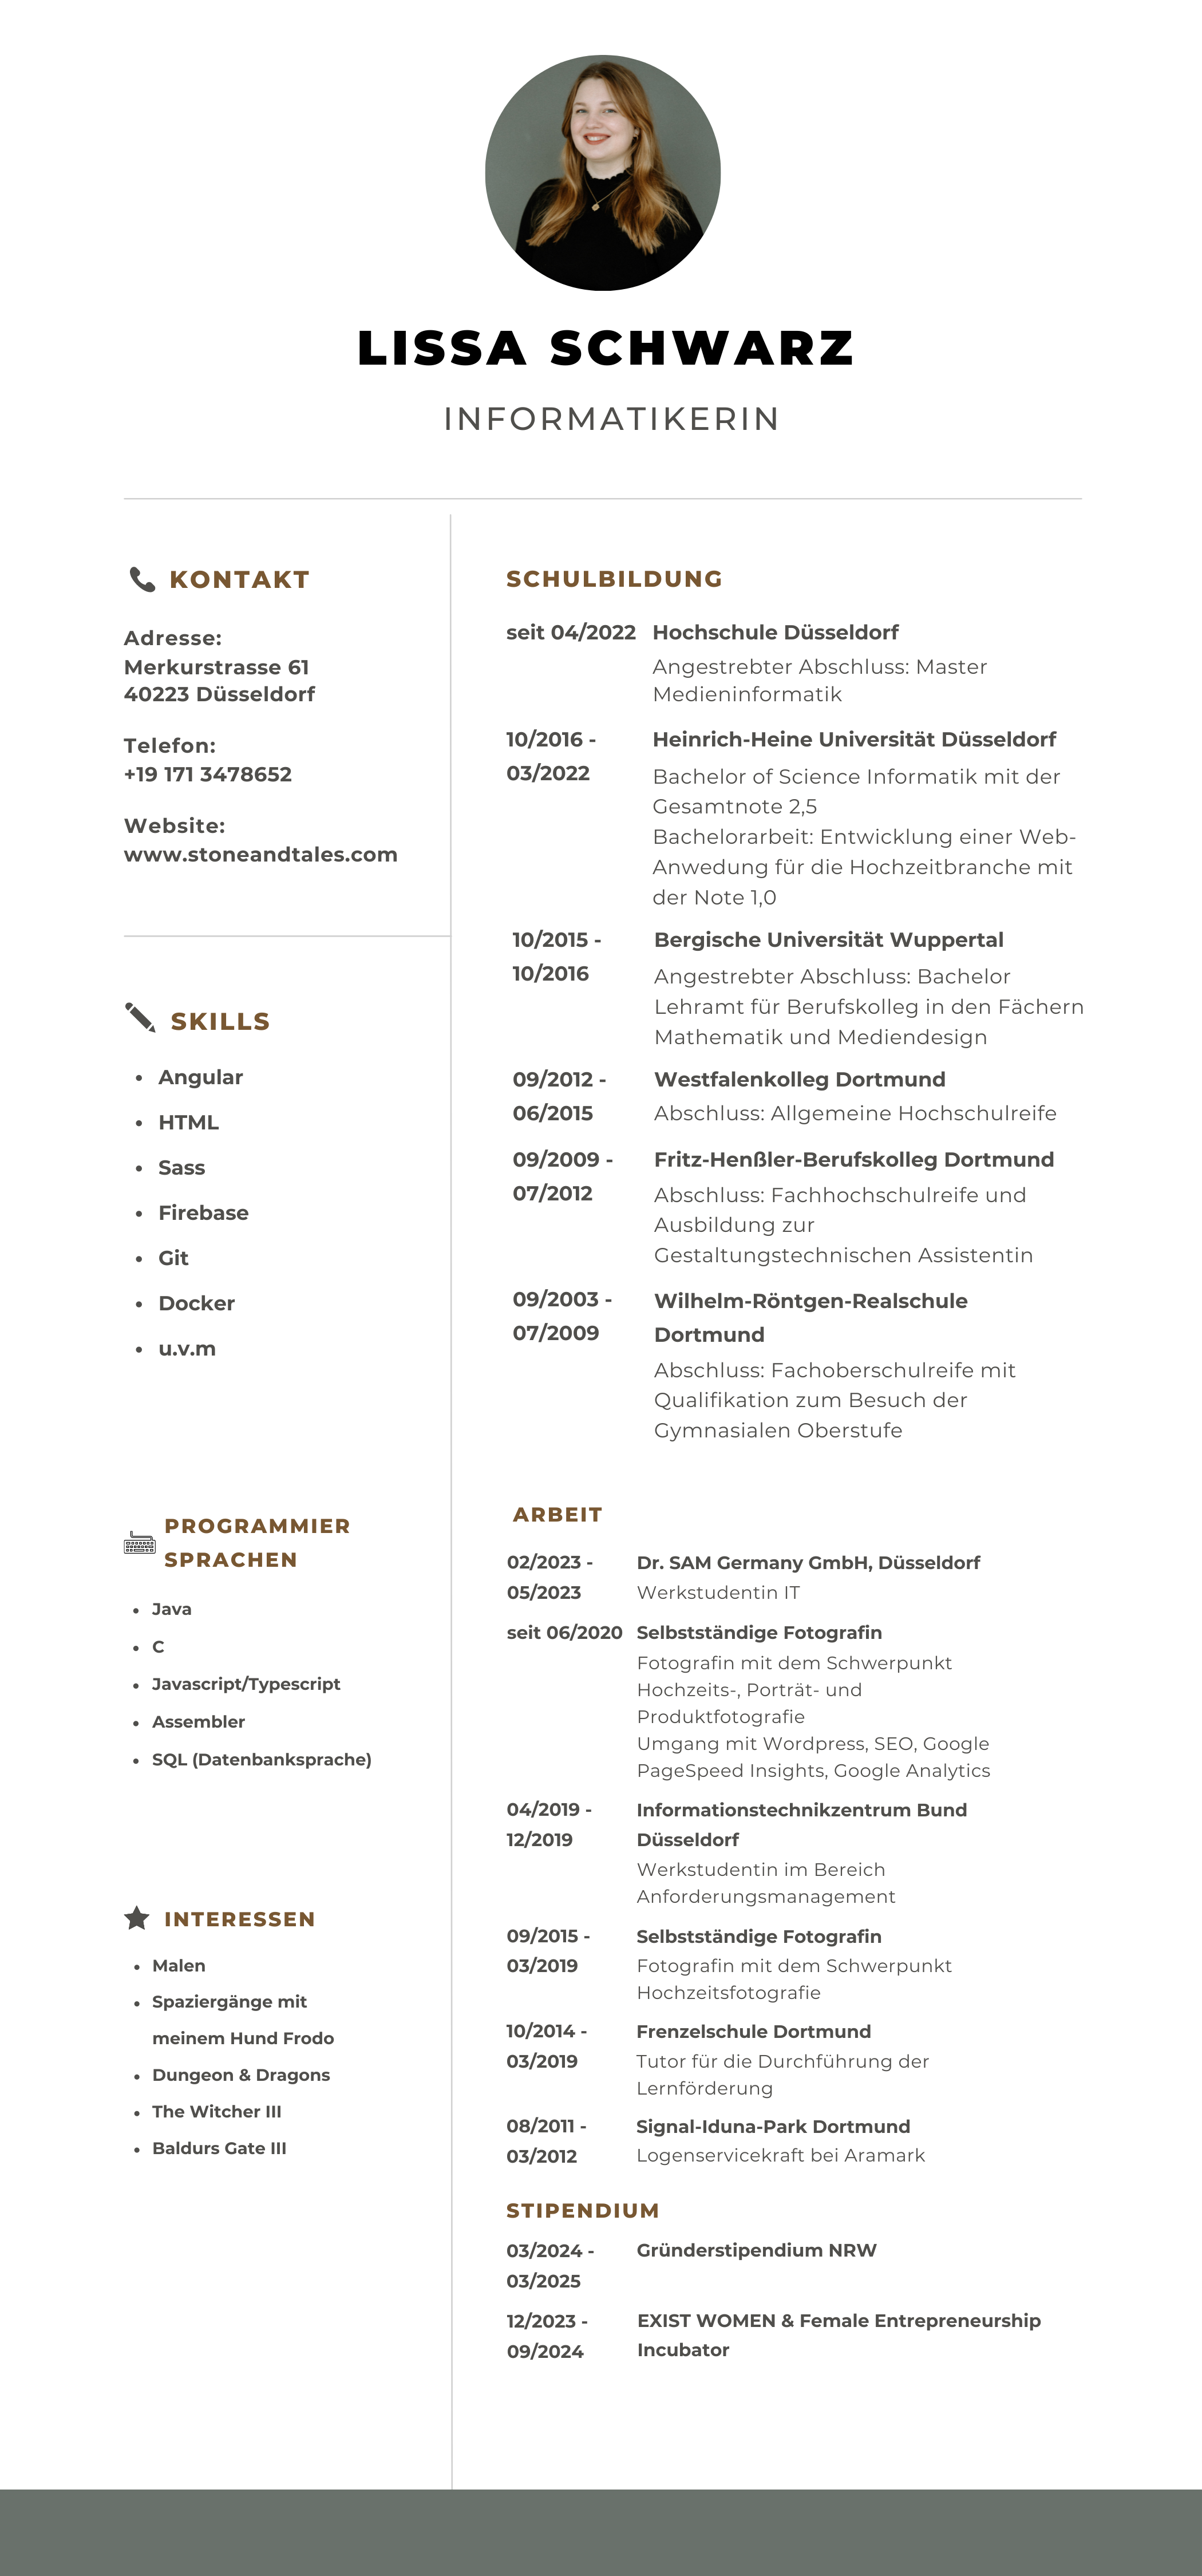 LISSA SCHWARZ
INFORMATIKERIN
KONTAKT
Adresse:
Merkurstrasse 61
40223 Düsseldorf
Telefon:
+19 171 3478652
Website:
www.stoneandtales.com
SKILLS
• Angular
• HTML
• Sass
• Firebase
• Git
• Docker
• u.v.m
PROGRAMMIER
SPRACHEN
• Java
• C
• Javascript/Typescript
• Assembler
• SQL (Datenbanksprache)
INTERESSEN
• Malen
• Spaziergänge mit
meinem Hund Frodo
• Dungeon & Dragons
• The Witcher III
• Baldurs Gate III
SCHULBILDUNG
seit 04/2022 Hochschule Düsseldorf
Angestrebter Abschluss: Master
Medieninformatik
10/2016 - Heinrich-Heine Universität Düsseldorf
03/2022 Bachelor of Science Informatik mit der
Gesamtnote 2,5
Bachelorarbeit: Entwicklung einer Web-
Anwedung für die Hochzeitbranche mit
der Note 1,0
10/2015 - Bergische Universität Wuppertal
10/2016 Angestrebter Abschluss: Bachelor
Lehramt für Berufskolleg in den Fächern
Mathematik und Mediendesign
09/2012 - Westfalenkolleg Dortmund
06/2015 Abschluss: Allgemeine Hochschulreife
09/2009 - Fritz-Henßler-Berufskolleg Dortmund
07/2012 Abschluss: Fachhochschulreife und
Ausbildung zur
Gestaltungstechnischen Assistentin
09/2003 - Wilhelm-Röntgen-Realschule
07/2009 Dortmund
Abschluss: Fachoberschulreife mit
Qualifikation zum Besuch der
Gymnasialen Oberstufe
ARBEIT
02/2023 - Dr. SAM Germany GmbH, Düsseldorf
05/2023 Werkstudentin IT
seit 06/2020 Selbstständige Fotografin
Fotografin mit dem Schwerpunkt
Hochzeits-, Porträt- und
Produktfotografie
Umgang mit Wordpress, SEO, Google
PageSpeed Insights, Google Analytics
04/2019 - Informationstechnikzentrum Bund
12/2019 Düsseldorf
Werkstudentin im Bereich
Anforderungsmanagement
09/2015 - Selbstständige Fotografin
03/2019 Fotografin mit dem Schwerpunkt
Hochzeitsfotografie
10/2014 - Frenzelschule Dortmund
03/2019 Tutor für die Durchführung der
Lernförderung
08/2011 - Signal-Iduna-Park Dortmund
03/2012 Logenservicekraft bei Aramark
STIPENDIUM
03/2024 - Gründerstipendium NRW
03/2025
12/2023 - EXIST WOMEN & Female Entrepreneurship
09/2024 Incubator